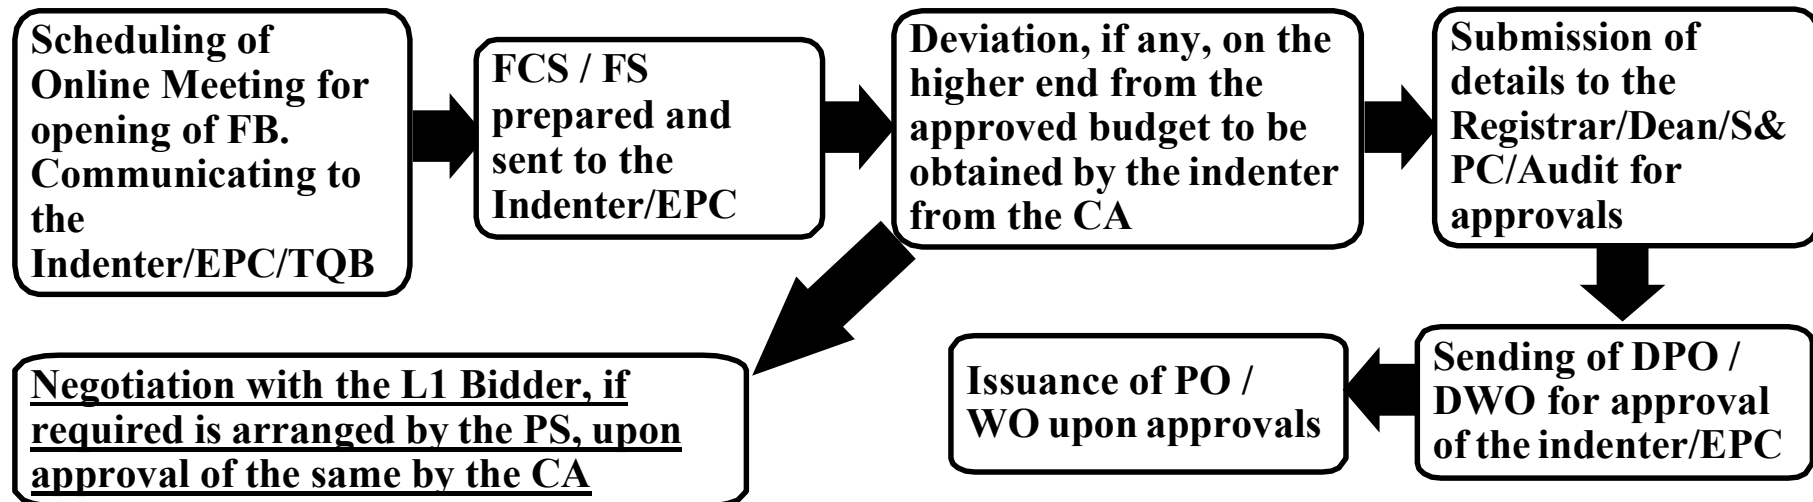 Scheduling of
Online Meeting for
opening of FB.
Communicating to
the
Indenter/EPC/TQB
FCS / FS
prepared and
sent to the
Indenter/EPC
Deviation, if any, on the
higher end from the
approved budget to be
obtained by the indenter
from the CA
Submission of
details to the
Registrar/Dean/S&
PC/Audit for
approvals
Negotiation with the L1 Bidder, if
required is arranged by the PS, upon
approval of the same by the CA
Issuance of PO /
WO upon approvals
Sending of DPO /
DWO for approval
of the indenter/EPC